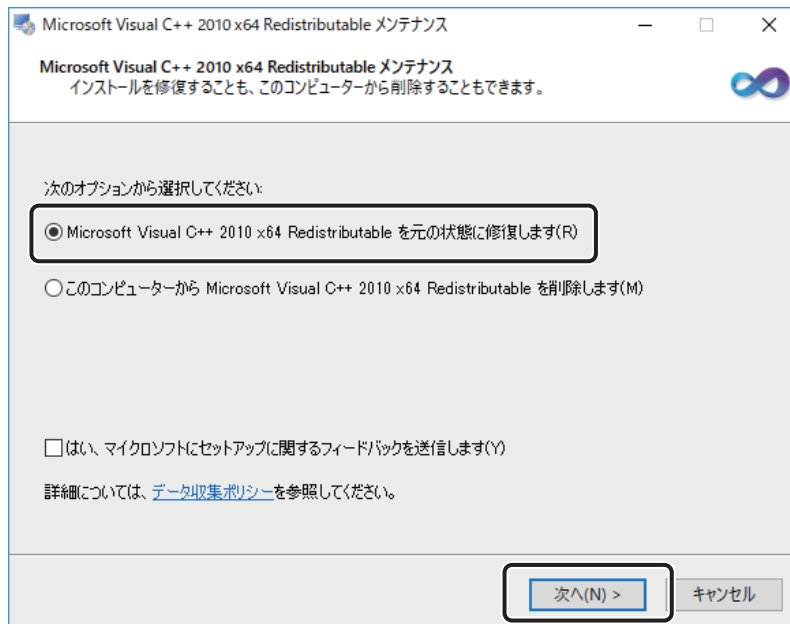 Microsoft Visual C++ 2010 x64 Redistributable メンテナンス
Microsoft Visual C++ 2010 x64 Redistributable メンテナンス
インストールを修復することも、このコンピューターから削除することもできます。
次のオプションから選択してください:
Microsoft Visual C++ 2010 x64 Redistributable を元の状態に修復します(R)
このコンピューターから Microsoft Visual C++ 2010 x64 Redistributable を削除します(M)
はい、マイクロソフトにセットアップに関するフィードバックを送信します(Y)
詳細については、データ収集ポリシーを参照してください。
次へ(N) > キャンセル